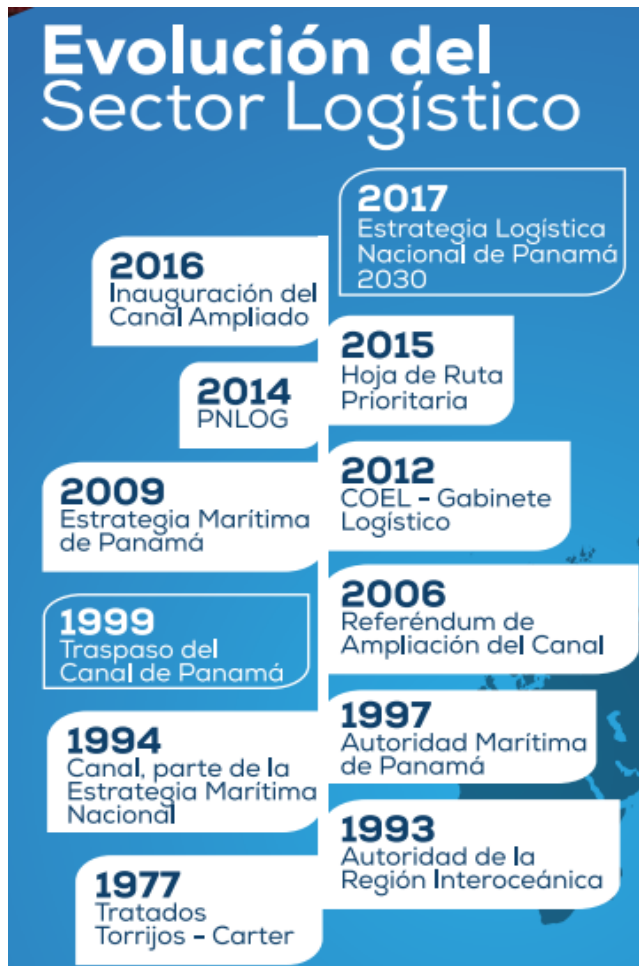 Evolución del
Sector Logístico
2017
Estrategia Logística
Nacional de Panamá
2030
2016
Inauguración del
Canal Ampliado
2015
Hoja de Ruta
Prioritaria
2014
PNLOG
2012
COEL – Gabinete
Logístico
2009
Estrategia Marítima
de Panamá
2006
Referéndum de
Ampliación del Canal
1999
Traspaso del
Canal de Panamá
1997
Autoridad Marítima
de Panamá
1994
Canal, parte de la
Estrategia Marítima
Nacional
1993
Autoridad de la
Región Interoceánica
1977
Tratados
Torrijos – Carter